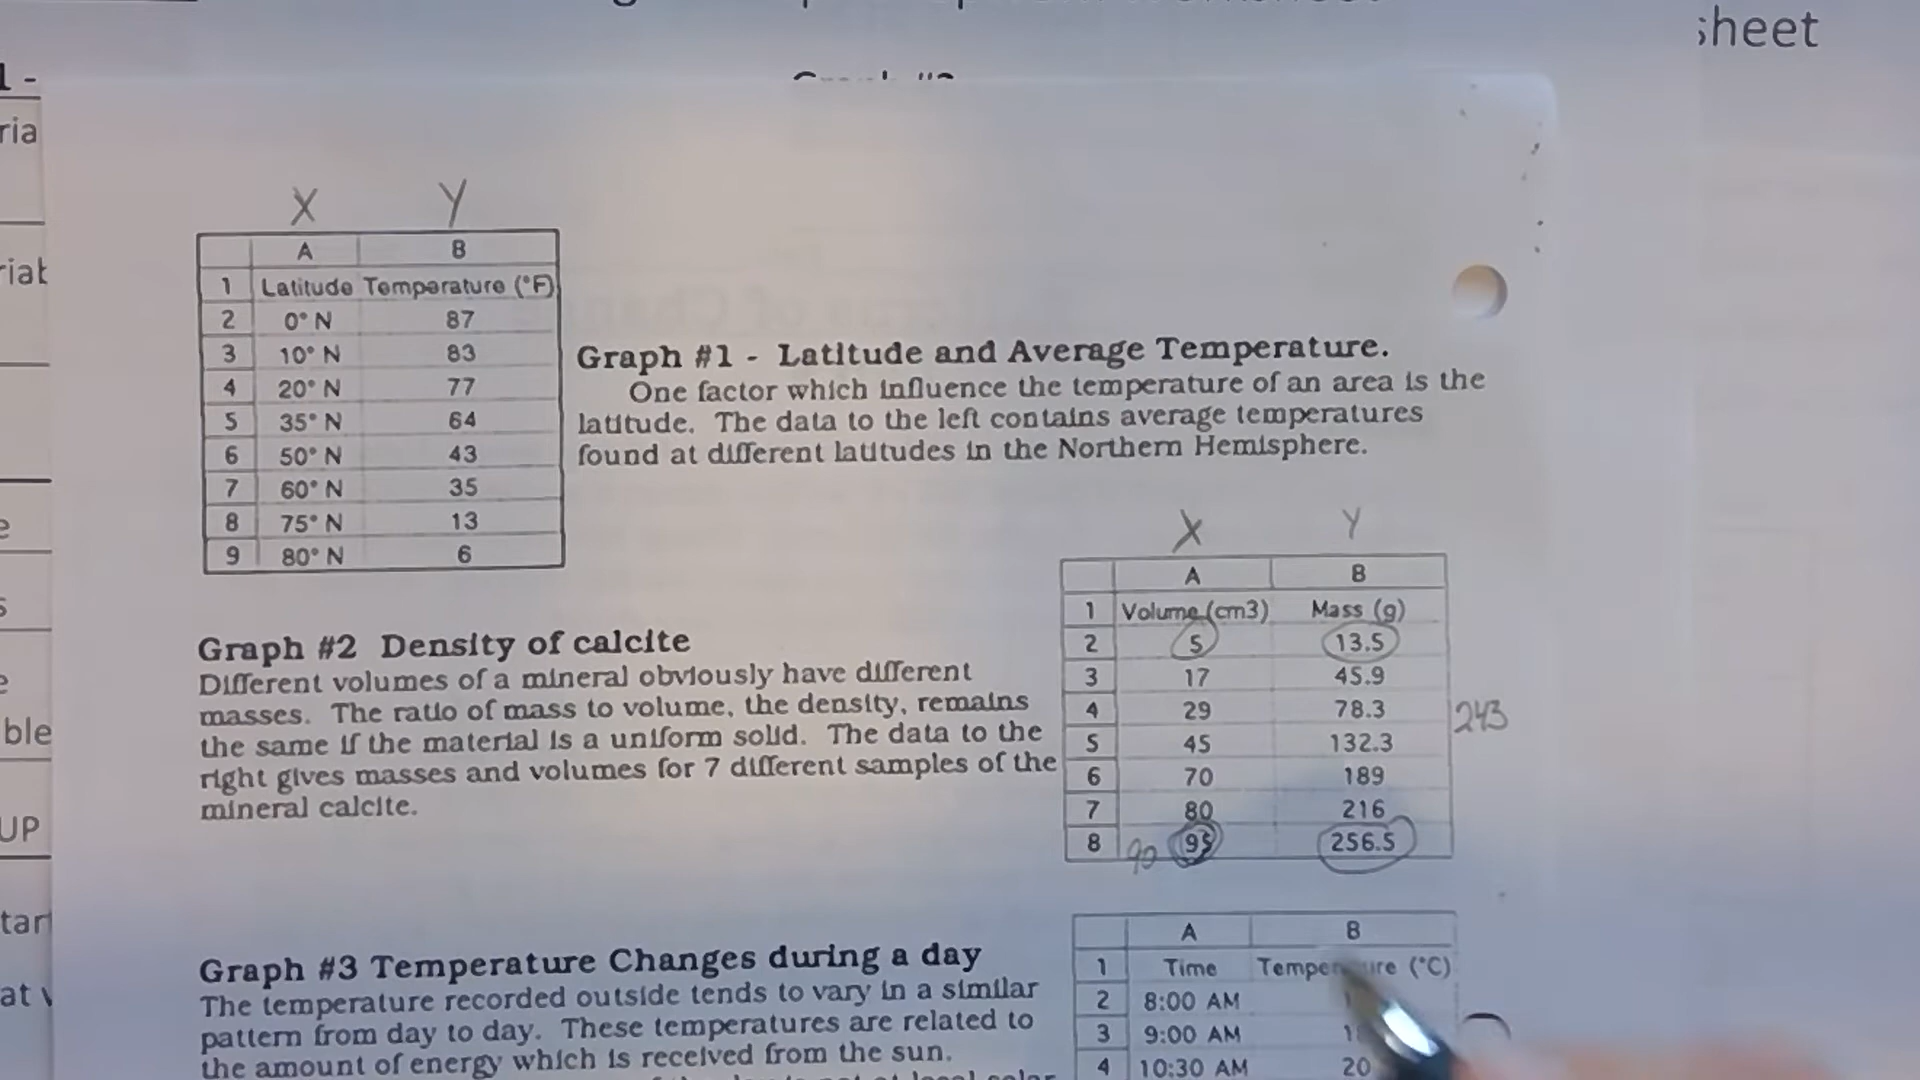 sheet
1 -
X Y
A B
1 Latitude Temperature (°F)
2 0° N 87
3 10° N 83
4 20° N 77
5 35° N 64
6 50° N 43
7 60° N 35
8 75° N 13
9 80° N 6
Graph #1 - Latitude and Average Temperature.
One factor which influence the temperature of an area is the
latitude. The data to the left contains average temperatures
found at different latitudes in the Northern Hemisphere.
X Y
A B
1 Volume (cm3) Mass (g)
2 5 13.5
3 17 45.9
4 29 78.3
5 45 132.3
6 70 189
7 80 216
8 95 256.5
90
243
Graph #2 Density of calcite
Different volumes of a mineral obviously have different
masses. The ratio of mass to volume, the density, remains
the same if the material is a uniform solid. The data to the
right gives masses and volumes for 7 different samples of the
mineral calcite.
Graph #3 Temperature Changes during a day
The temperature recorded outside tends to vary in a similar
pattern from day to day. These temperatures are related to
the amount of energy which is received from the sun.
A B
1 Time Temperature (°C)
2 8:00 AM
3 9:00 AM
4 10:30 AM 20
ria
riab
ble
UP
tart
at